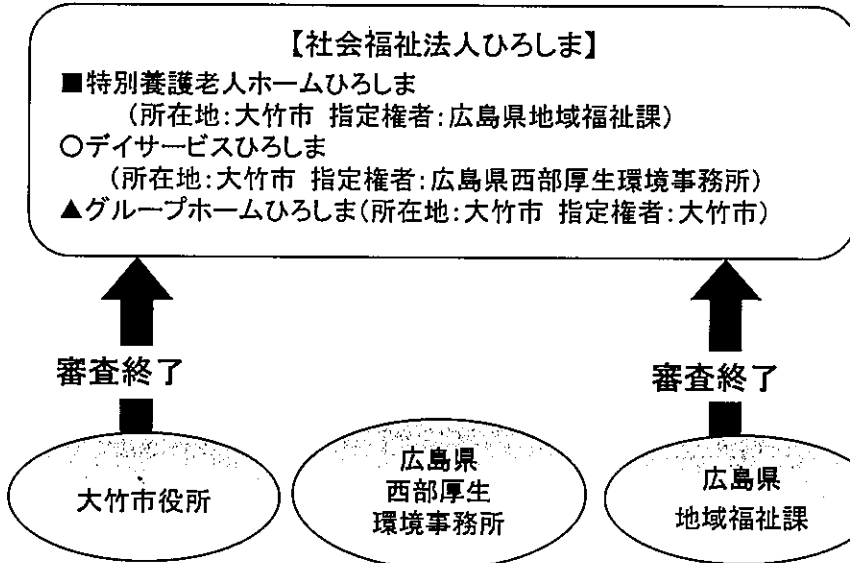 【社会福祉法人ひろしま】
■特別養護老人ホームひろしま
(所在地:大竹市 指定権者:広島県地域福祉課)
○デイサービスひろしま
(所在地:大竹市 指定権者:広島県西部厚生環境事務所)
▲グループホームひろしま(所在地:大竹市 指定権者:大竹市)
審査終了
審査終了
大竹市役所
広島県
西部厚生
環境事務所
広島県
地域福祉課